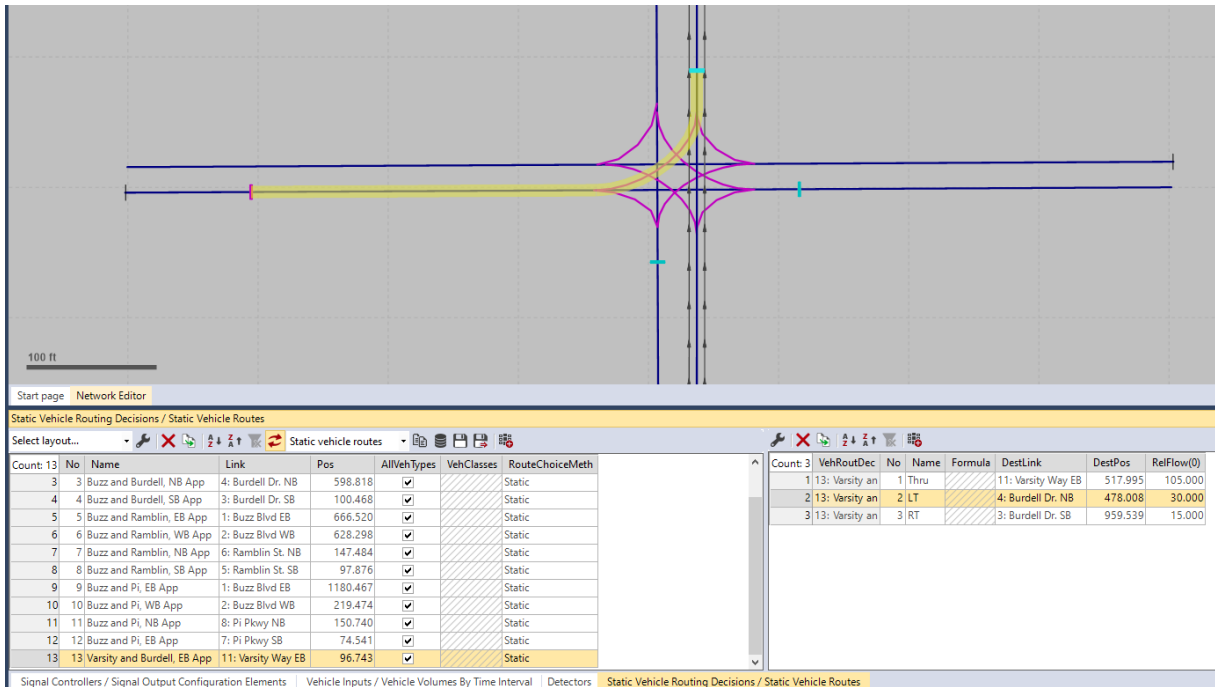 100 ft
Start page Network Editor
Static Vehicle Routing Decisions / Static Vehicle Routes
Select layout... Static vehicle routes
Count: 13 No Name Link Pos AllVehTypes VehClasses RouteChoiceMeth
3 3 Buzz and Burdell, NB App 4: Burdell Dr. NB 598.818 Static
4 4 Buzz and Burdell, SB App 3: Burdell Dr. SB 100.468 Static
5 5 Buzz and Ramblin, EB App 1: Buzz Blvd EB 666.520 Static
6 6 Buzz and Ramblin, WB App 2: Buzz Blvd WB 628.298 Static
7 7 Buzz and Ramblin, NB App 6: Ramblin St. NB 147.484 Static
8 8 Buzz and Ramblin, SB App 5: Ramblin St. SB 97.876 Static
9 9 Buzz and Pi, EB App 1: Buzz Blvd EB 1180.467 Static
10 10 Buzz and Pi, WB App 2: Buzz Blvd WB 219.474 Static
11 11 Buzz and Pi, NB App 8: Pi Pkwy NB 150.740 Static
12 12 Buzz and Pi, EB App 7: Pi Pkwy SB 74.541 Static
13 13 Varsity and Burdell, EB App 11: Varsity Way EB 96.743 Static
Count: 3 VehRoutDec No Name Formula DestLink DestPos RelFlow(0)
1 13: Varsity an 1 Thru 11: Varsity Way EB 517.995 105.000
2 13: Varsity an 2 LT 4: Burdell Dr. NB 478.008 30.000
3 13: Varsity an 3 RT 3: Burdell Dr. SB 959.539 15.000
Signal Controllers / Signal Output Configuration Elements Vehicle Inputs / Vehicle Volumes By Time Interval Detectors Static Vehicle Routing Decisions / Static Vehicle Routes